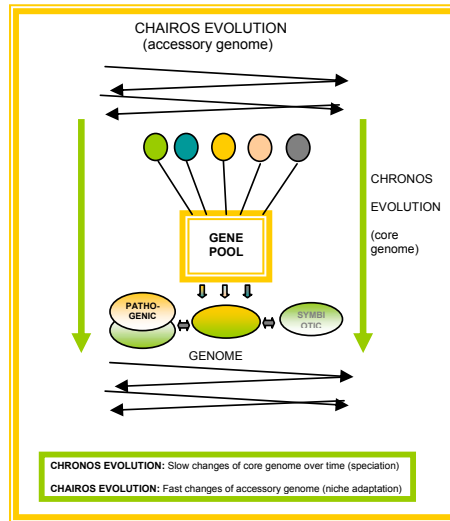 CHAIROS EVOLUTION
(accessory genome)
CHRONOS
EVOLUTION
(core
genome)
GENE
POOL
PATHO-
GENIC
SYMBI
OTIC
GENOME
CHRONOS EVOLUTION: Slow changes of core genome over time (speciation)
CHAIROS EVOLUTION: Fast changes of accessory genome (niche adaptation)